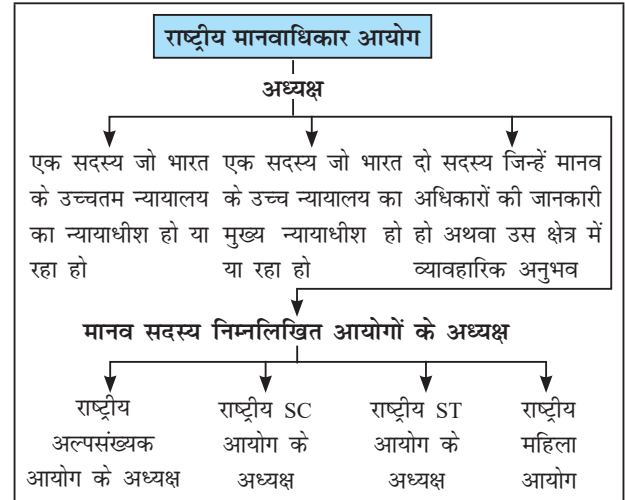 राष्ट्रीय मानवाधिकार आयोग
अध्यक्ष
एक सदस्य जो भारत
के उच्चतम न्यायालय
का न्यायाधीश हो या
रहा हो
एक सदस्य जो भारत
के उच्च न्यायालय का
मुख्य न्यायाधीश हो
या रहा हो
दो सदस्य जिन्हें मानव
अधिकारों की जानकारी
हो अथवा उस क्षेत्र में
व्यावहारिक अनुभव
मानव सदस्य निम्नलिखित आयोगों के अध्यक्ष
राष्ट्रीय
अल्पसंख्यक
आयोग के अध्यक्ष
राष्ट्रीय SC
आयोग के
अध्यक्ष
राष्ट्रीय ST
आयोग के
अध्यक्ष
राष्ट्रीय
महिला
आयोग